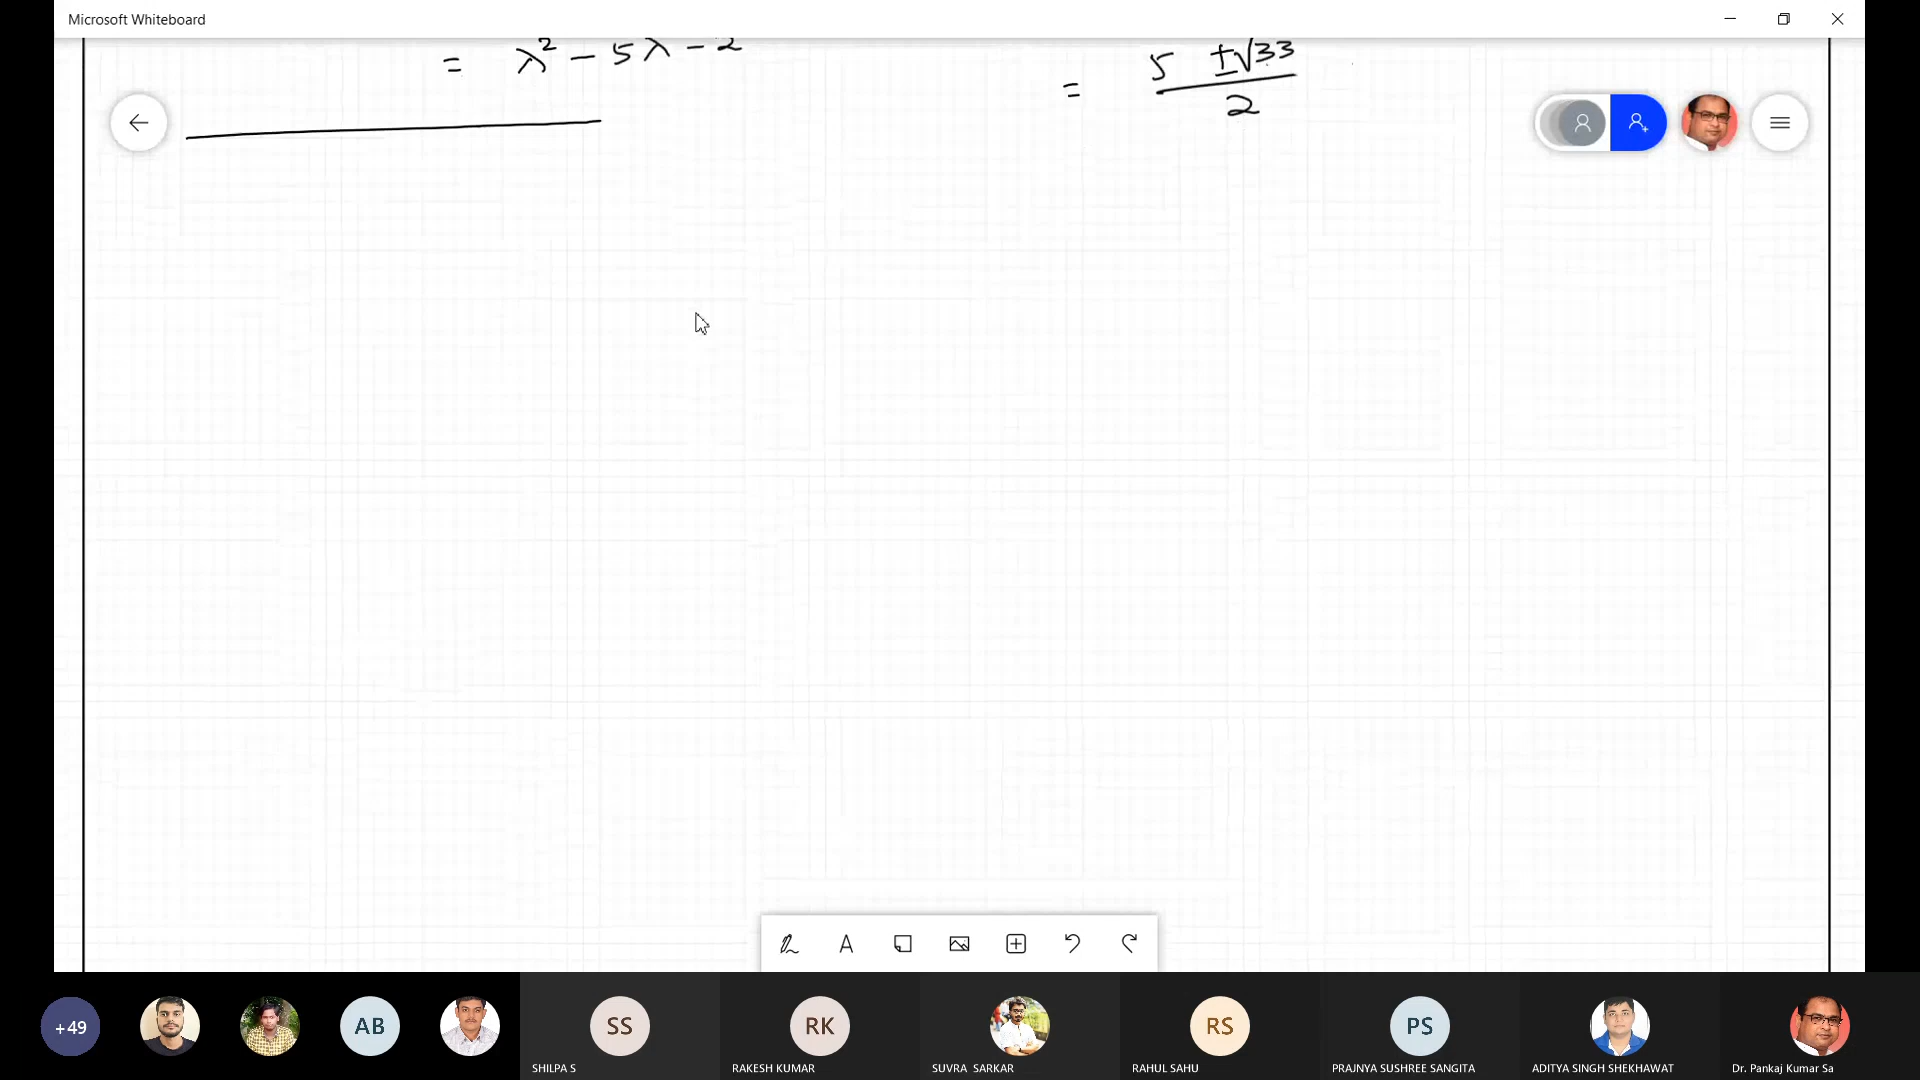 Microsoft Whiteboard
= λ² - 5λ - 2
= 5 ±√33
2
A
+49
AB
SS
RK
RS
PS
SHILPA S
RAKESH KUMAR
SUVRA SARKAR
RAHUL SAHU
PRAJNYA SUSHREE SANGITA
ADITYA SINGH SHEKHAWAT
Dr. Pankaj Kumar Sa